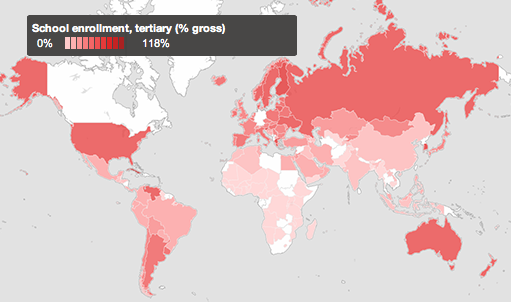 School enrollment, tertiary (% gross)
0% 118%